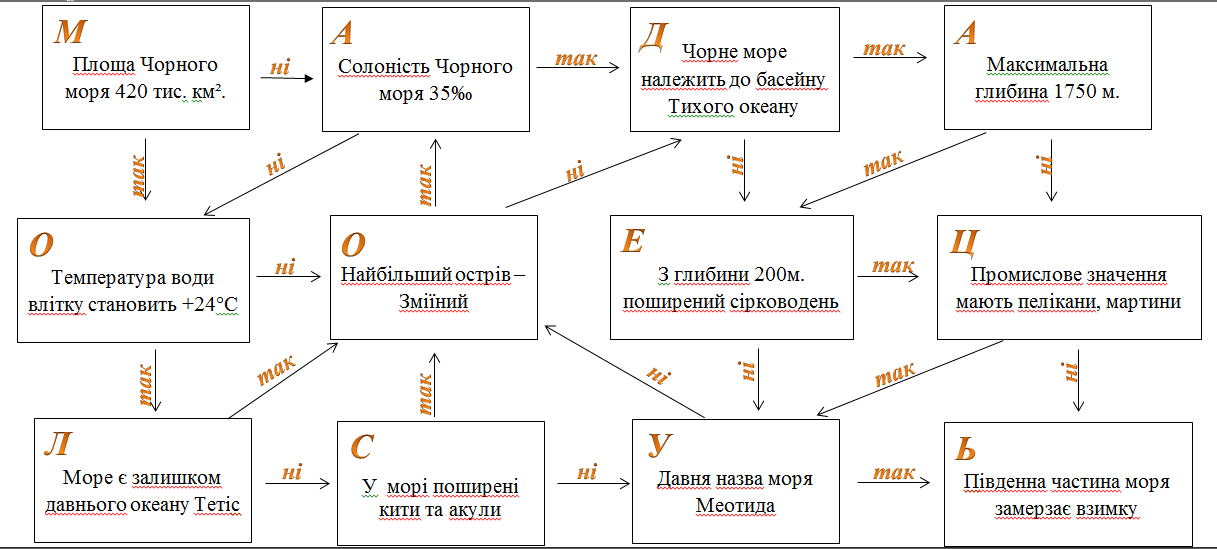 М
Площа Чорного
моря 420 тис. км².
ні
А
Солоність Чорного
моря 35‰
так
Д
Чорне море
належить до басейну
Тихого океану
так
А
Максимальна
глибина 1750 м.
так
ні
так
ні
ні
так
ні
О
Температура води
влітку становить +24°С
ні
О
Найбільший острів –
Зміїний
Е
З глибини 200м.
поширений сірководень
так
Ц
Промислове значення
мають пелікани, мартини
так
так
так
ні
ні
так
ні
Л
Море є залишком
давнього океану Тетіс
ні
С
У моря поширені
кити та акули
ні
У
Давня назва моря
Меотида
так
Ь
Південна частина моря
замерзає взимку